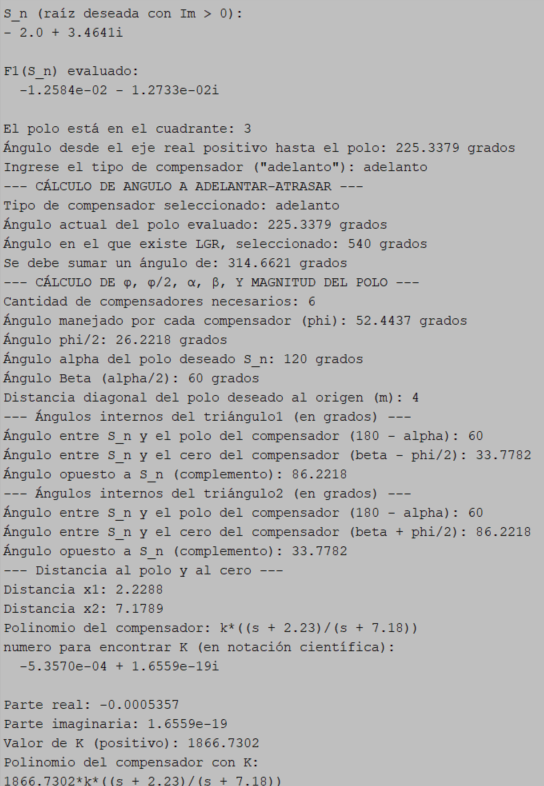 S_n (raíz deseada con Im > 0):
- 2.0 + 3.4641i
F1(S_n) evaluado:
-1.2584e-02 - 1.2733e-02i
El polo está en el cuadrante: 3
Ángulo desde el eje real positivo hasta el polo: 225.3379 grados
Ingrese el tipo de compensador ("adelanto"): adelanto
--- CÁLCULO DE ANGULO A ADELANTAR-ATRASAR ---
Tipo de compensador seleccionado: adelanto
Ángulo actual del polo evaluado: 225.3379 grados
Ángulo en el que existe LGR, seleccionado: 540 grados
Se debe sumar un ángulo de: 314.6621 grados
--- CÁLCULO DE φ, φ/2, α, β, Y MAGNITUD DEL POLO ---
Cantidad de compensadores necesarios: 6
Ángulo manejado por cada compensador (phi): 52.4437 grados
Ángulo phi/2: 26.2218 grados
Ángulo alpha del polo deseado S_n: 120 grados
Ángulo Beta (alpha/2): 60 grados
Distancia diagonal del polo deseado al origen (m): 4
--- Ángulos internos del triángulo1 (en grados) ---
Ángulo entre S_n y el polo del compensador (180 - alpha): 60
Ángulo entre S_n y el cero del compensador (beta - phi/2): 33.7782
Ángulo opuesto a S_n (complemento): 86.2218
--- Ángulos internos del triángulo2 (en grados) ---
Ángulo entre S_n y el polo del compensador (180 - alpha): 60
Ángulo entre S_n y el cero del compensador (beta + phi/2): 86.2218
Ángulo opuesto a S_n (complemento): 33.7782
--- Distancia al polo y al cero ---
Distancia x1: 2.2288
Distancia x2: 7.1789
Polinomio del compensador: k*((s + 2.23)/(s + 7.18))
numero para encontrar K (en notación científica):
-5.3570e-04 + 1.6559e-19i
Parte real: -0.0005357
Parte imaginaria: 1.6559e-19
Valor de K (positivo): 1866.7302
Polinomio del compensador con K:
1866.7302*k*((s + 2.23)/(s + 7.18))